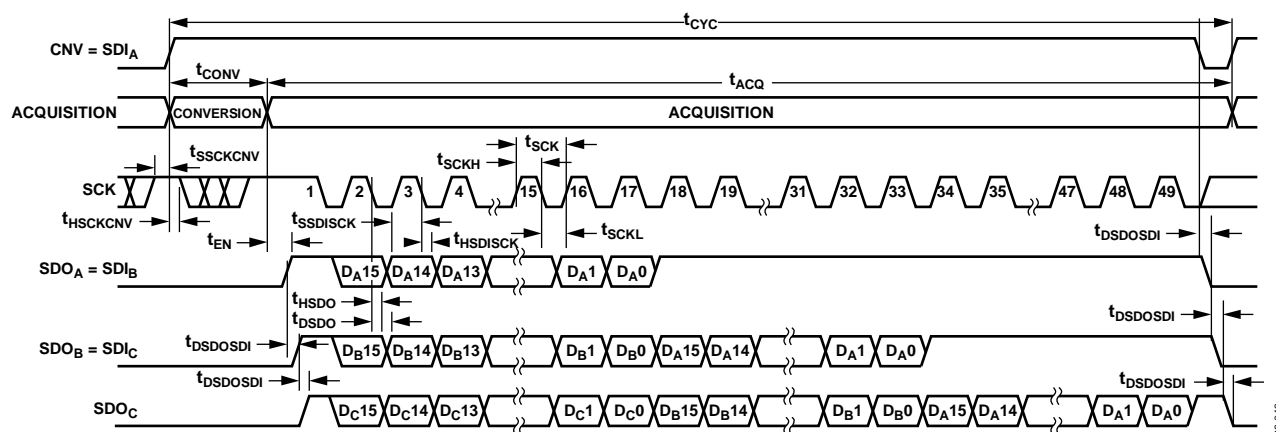 tCYC
CNV = SDIA
tCONV
tACQ
ACQUISITION CONVERSION ACQUISITION
tSSCKCNV
tSCK
tSCKH
SCK 1 2 3 4 15 16 17 18 19 31 32 33 34 35 47 48 49
tHSCKCNV
tSSDISCK
tEN
tHSDISCK
tSCKL
tDSDOSDI
SDOA = SDIB DA15 DA14 DA13 DA1 DA0
tHSDO
tDSDO
tDSDOSDI
tDSDOSDI
SDOB = SDIC DB15 DB14 DB13 DB1 DB0 DA15 DA14 DA1 DA0
tDSDOSDI
tDSDOSDI
SDOC DC15 DC14 DC13 DC1 DC0 DB15 DB14 DB1 DB0 DA15 DA14 DA1 DA0